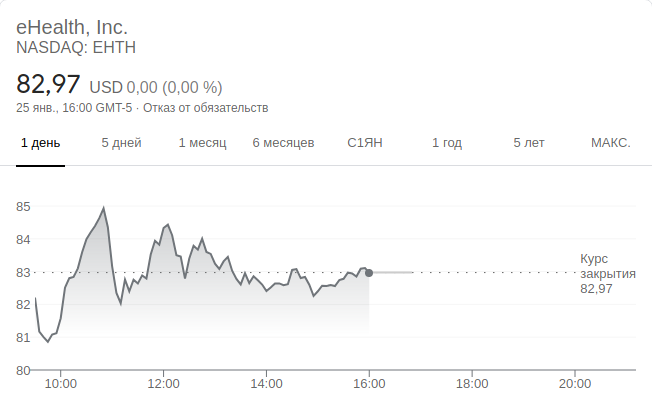 eHealth, Inc.
NASDAQ: EHTH
82,97 USD 0,00 (0,00 %)
25 янв., 16:00 GMT-5 · Отказ от обязательств
1 день 5 дней 1 месяц 6 месяцев С1ЯН 1 год 5 лет МАКС.
85
84
83
82
81
80
Курс
закрытия
82,97
10:00 12:00 14:00 16:00 18:00 20:00